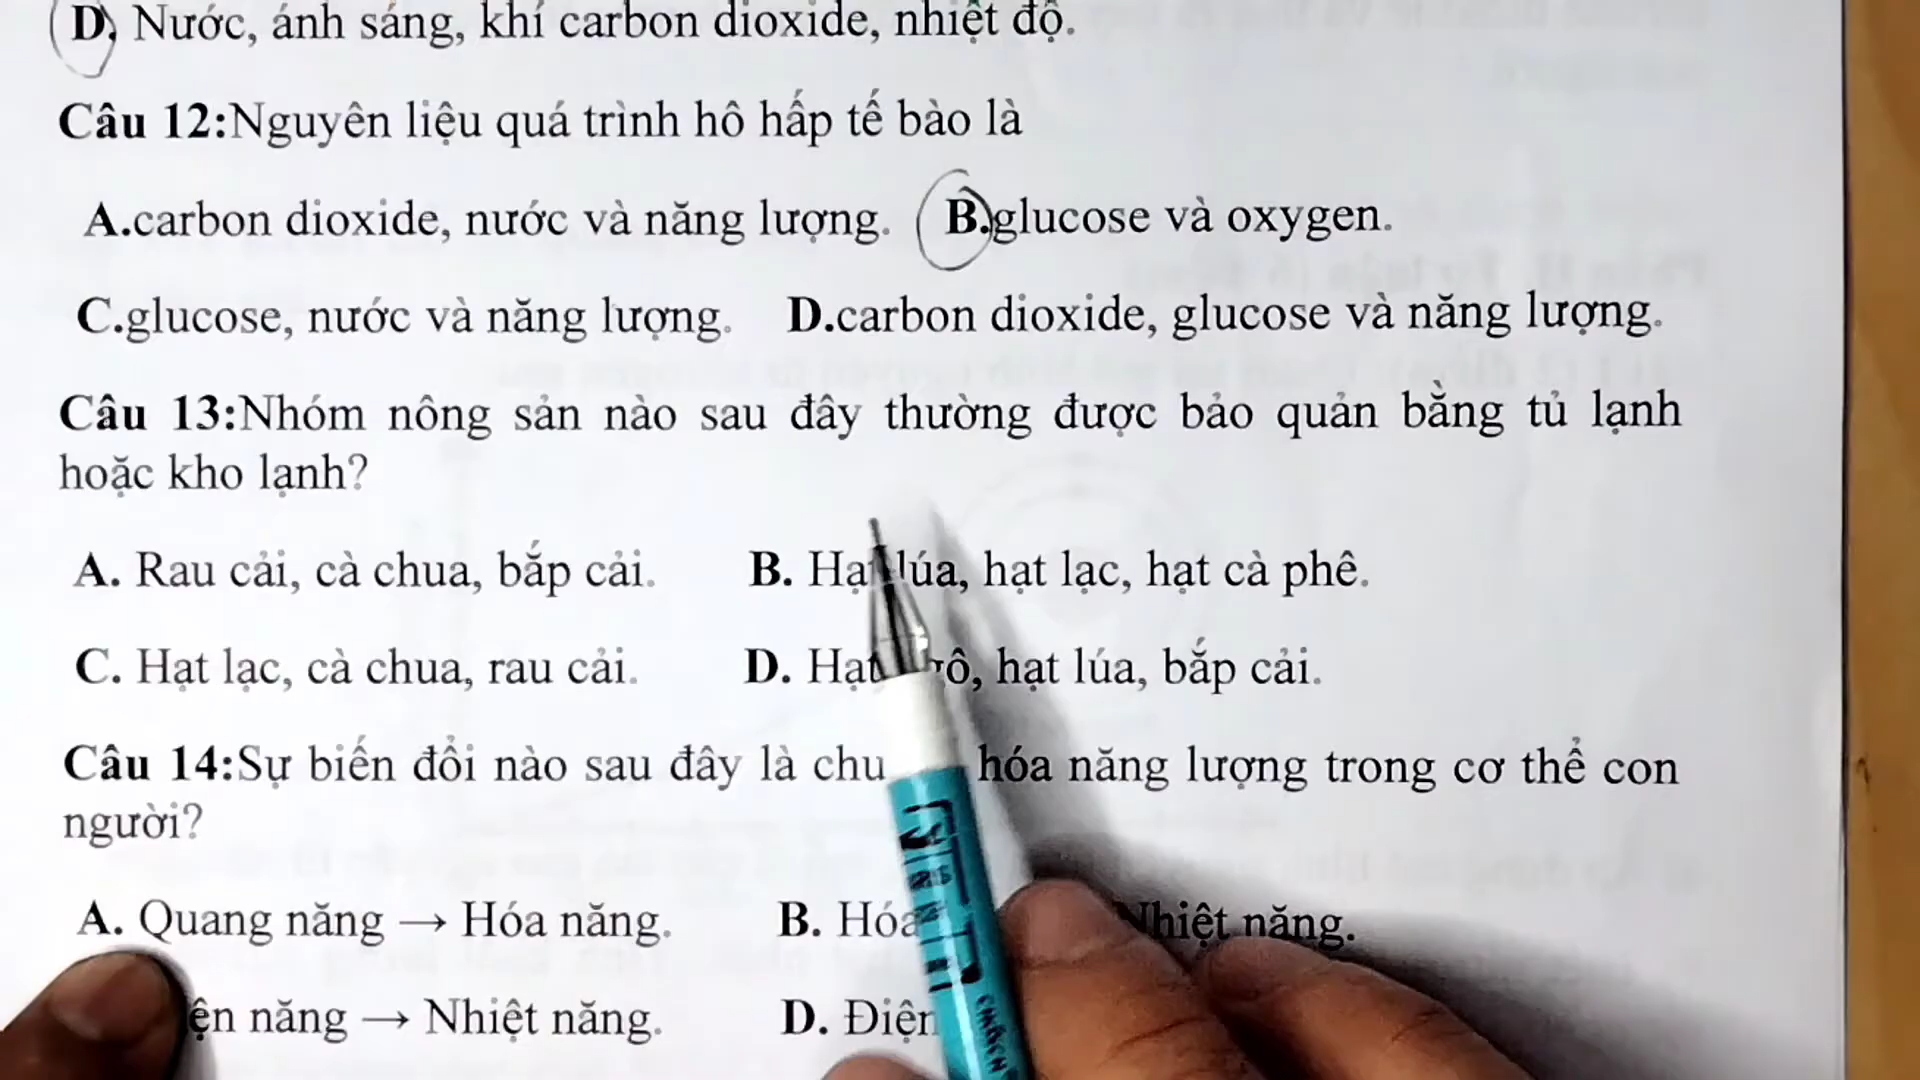 D. Nước, ánh sáng, khí carbon dioxide, nhiệt độ.
Câu 12:Nguyên liệu quá trình hô hấp tế bào là
A.carbon dioxide, nước và năng lượng. B.glucose và oxygen.
C.glucose, nước và năng lượng. D.carbon dioxide, glucose và năng lượng.
Câu 13:Nhóm nông sản nào sau đây thường được bảo quản bằng tủ lạnh
hoặc kho lạnh?
A. Rau cải, cà chua, bắp cải. B. Hạt lúa, hạt lạc, hạt cà phê.
C. Hạt lạc, cà chua, rau cải. D. Hạt hô, hạt lúa, bắp cải.
Câu 14:Sự biến đổi nào sau đây là hóa năng lượng trong cơ thể con
người?
A. Quang năng → Hóa năng. B. Hóa Nhiệt năng.
năng → Nhiệt năng. D. Điện